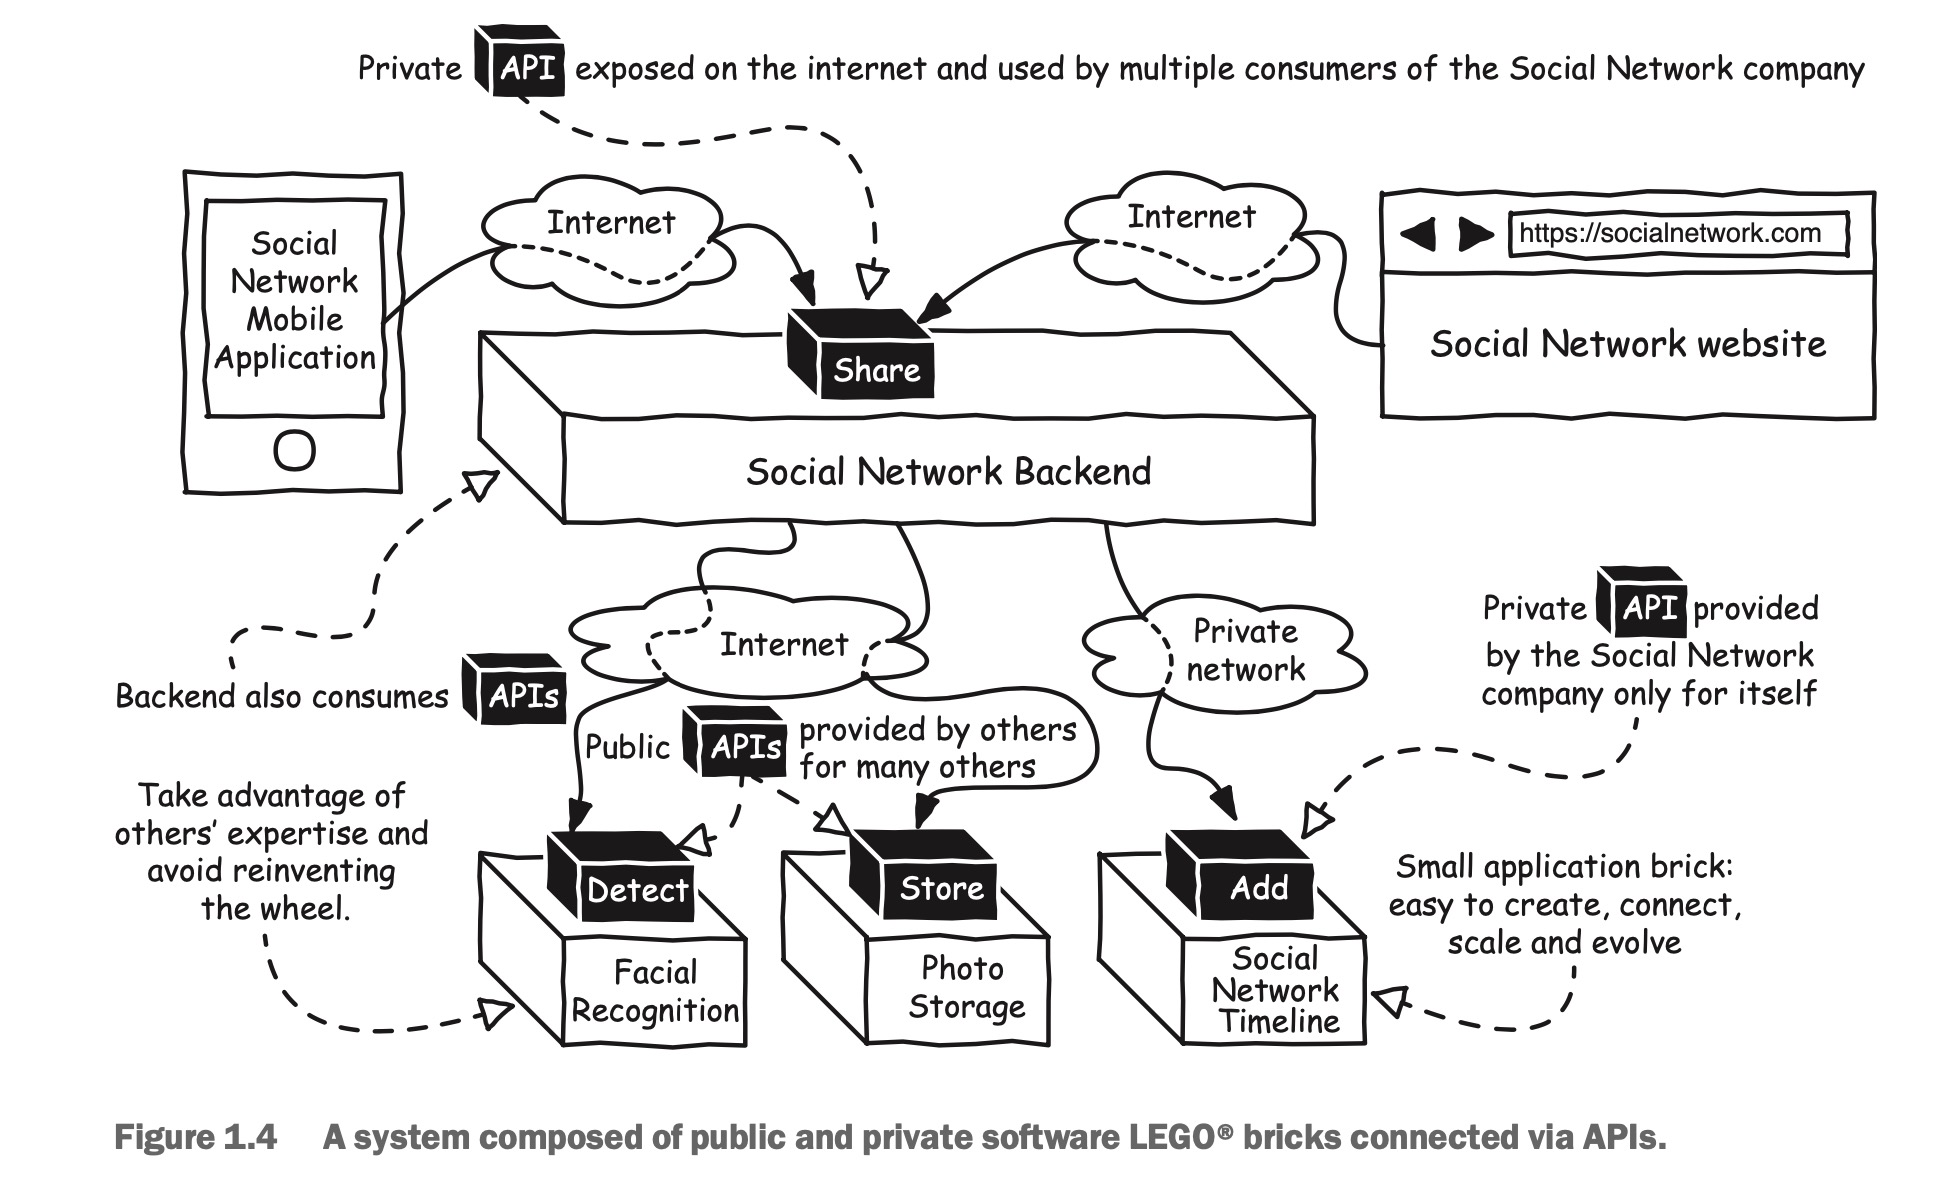 Private API exposed on the internet and used by multiple consumers of the Social Network company
Social
Network
Mobile
Application
Internet
Internet
https://socialnetwork.com
Social Network website
Share
Social Network Backend
Backend also consumes APIs
Internet
Private
network
Private API provided
by the Social Network
company only for itself
Public APIs provided by others
for many others
Take advantage of
others' expertise and
avoid reinventing
the wheel.
Detect
Facial
Recognition
Store
Photo
Storage
Add
Social
Network
Timeline
Small application brick:
easy to create, connect,
scale and evolve
Figure 1.4 A system composed of public and private software LEGO® bricks connected via APIs.